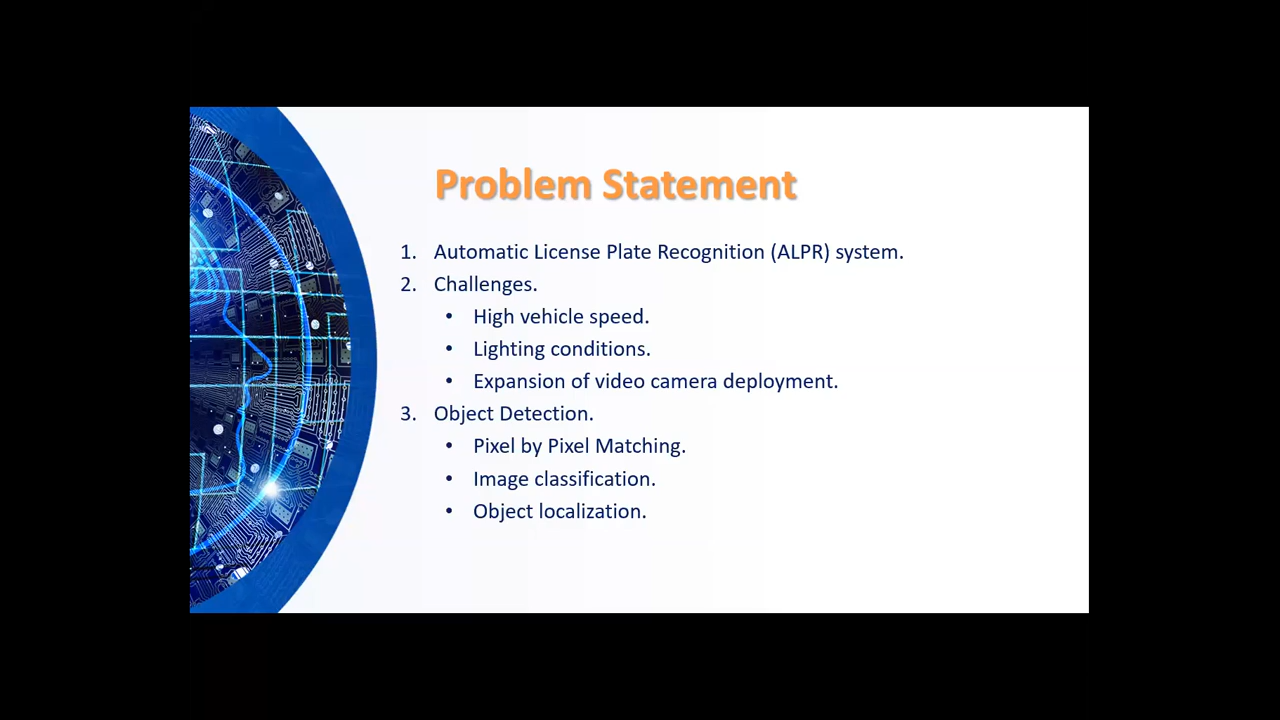 Problem Statement
1. Automatic License Plate Recognition (ALPR) system.
2. Challenges.
• High vehicle speed.
• Lighting conditions.
• Expansion of video camera deployment.
3. Object Detection.
• Pixel by Pixel Matching.
• Image classification.
• Object localization.